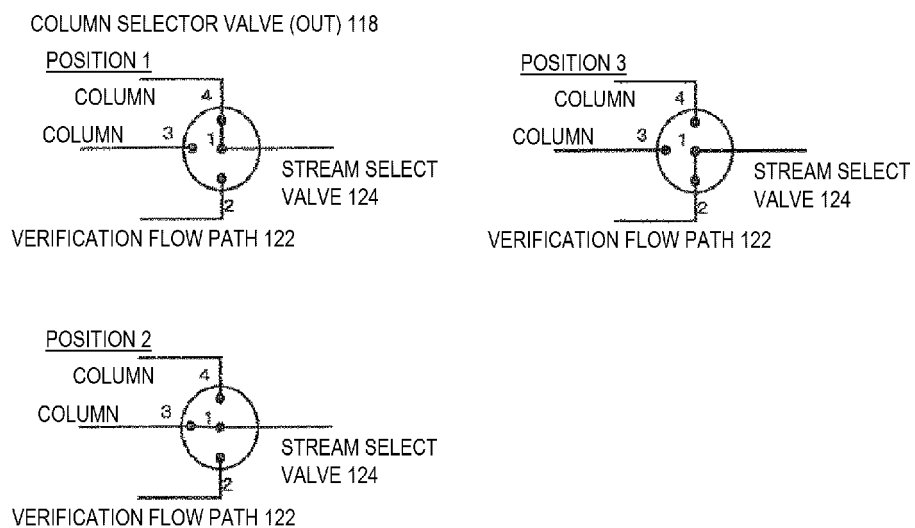 COLUMN SELECTOR VALVE (OUT) 118
POSITION 1
COLUMN 4
COLUMN 3 1
STREAM SELECT
VALVE 124
2
VERIFICATION FLOW PATH 122
POSITION 3
COLUMN 4
COLUMN 3 1
STREAM SELECT
VALVE 124
2
VERIFICATION FLOW PATH 122
POSITION 2
COLUMN 4
COLUMN 3 1
STREAM SELECT
VALVE 124
2
VERIFICATION FLOW PATH 122